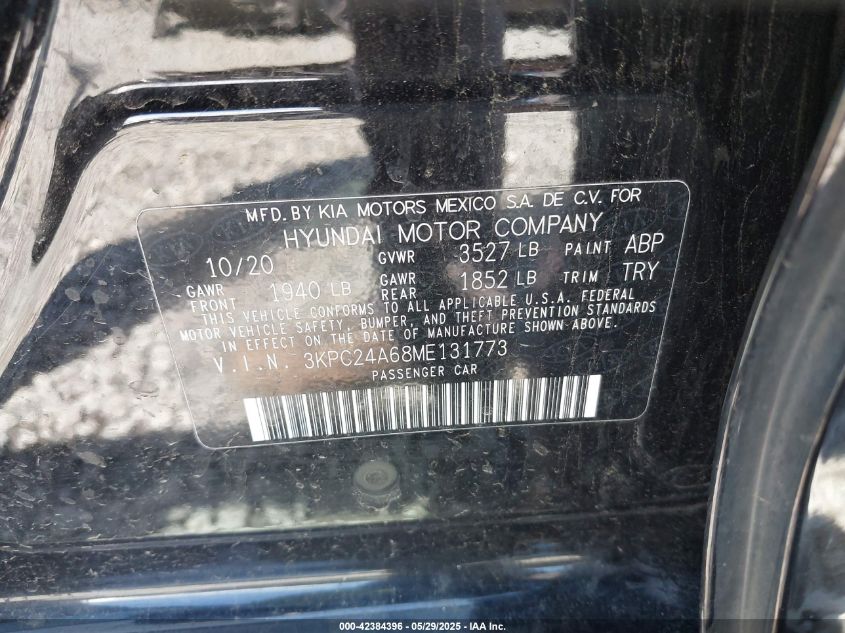 MFD. BY KIA MOTORS MEXICO S.A. DE C.V. FOR
HYUNDAI MOTOR COMPANY
10/20 GVWR 3527 LB PAINT ABP
GAWR FRONT 1940 LB GAWR REAR 1852 LB TRIM TRY
THIS VEHICLE CONFORMS TO ALL APPLICABLE U.S.A. FEDERAL
MOTOR VEHICLE SAFETY, BUMPER, AND THEFT PREVENTION STANDARDS
IN EFFECT ON THE DATE OF MANUFACTURE SHOWN ABOVE.
V.I.N. 3KPC24A68ME131773
PASSENGER CAR
000-42384396 - 05/29/2025 - IAA Inc.